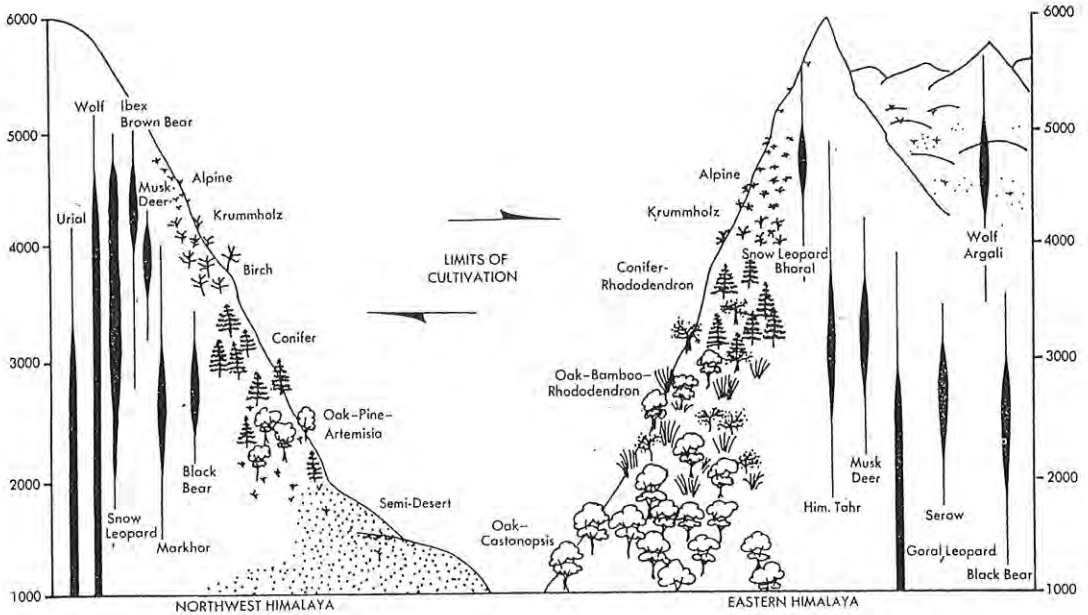 6000
5000
4000
3000
2000
1000
Wolf
Ibex
Brown Bear
Musk-
Deer
Urial
Alpine
Krummholz
Birch
Conifer
Oak–Pine–
Artemisia
Black
Bear
Snow
Leopard
Markhor
Semi-Desert
NORTHWEST HIMALAYA
LIMITS OF
CULTIVATION
Alpine
Krummholz
Conifer-
Rhododendron
Oak–Bamboo–
Rhododendron
Oak–
Castonopsis
Snow Leopard
Bharal
Him. Tahr
Musk
Deer
Goral Leopard
Serow
Black Bear
Wolf
Argali
EASTERN HIMALAYA
6000
5000
4000
3000
2000
1000